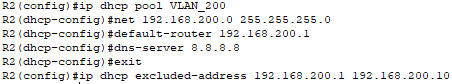 R2(config)#ip dhcp pool VLAN_200
R2(dhcp-config)#net 192.168.200.0 255.255.255.0
R2(dhcp-config)#default-router 192.168.200.1
R2(dhcp-config)#dns-server 8.8.8.8
R2(dhcp-config)#exit
R2(config)#ip dhcp excluded-address 192.168.200.1 192.168.200.10